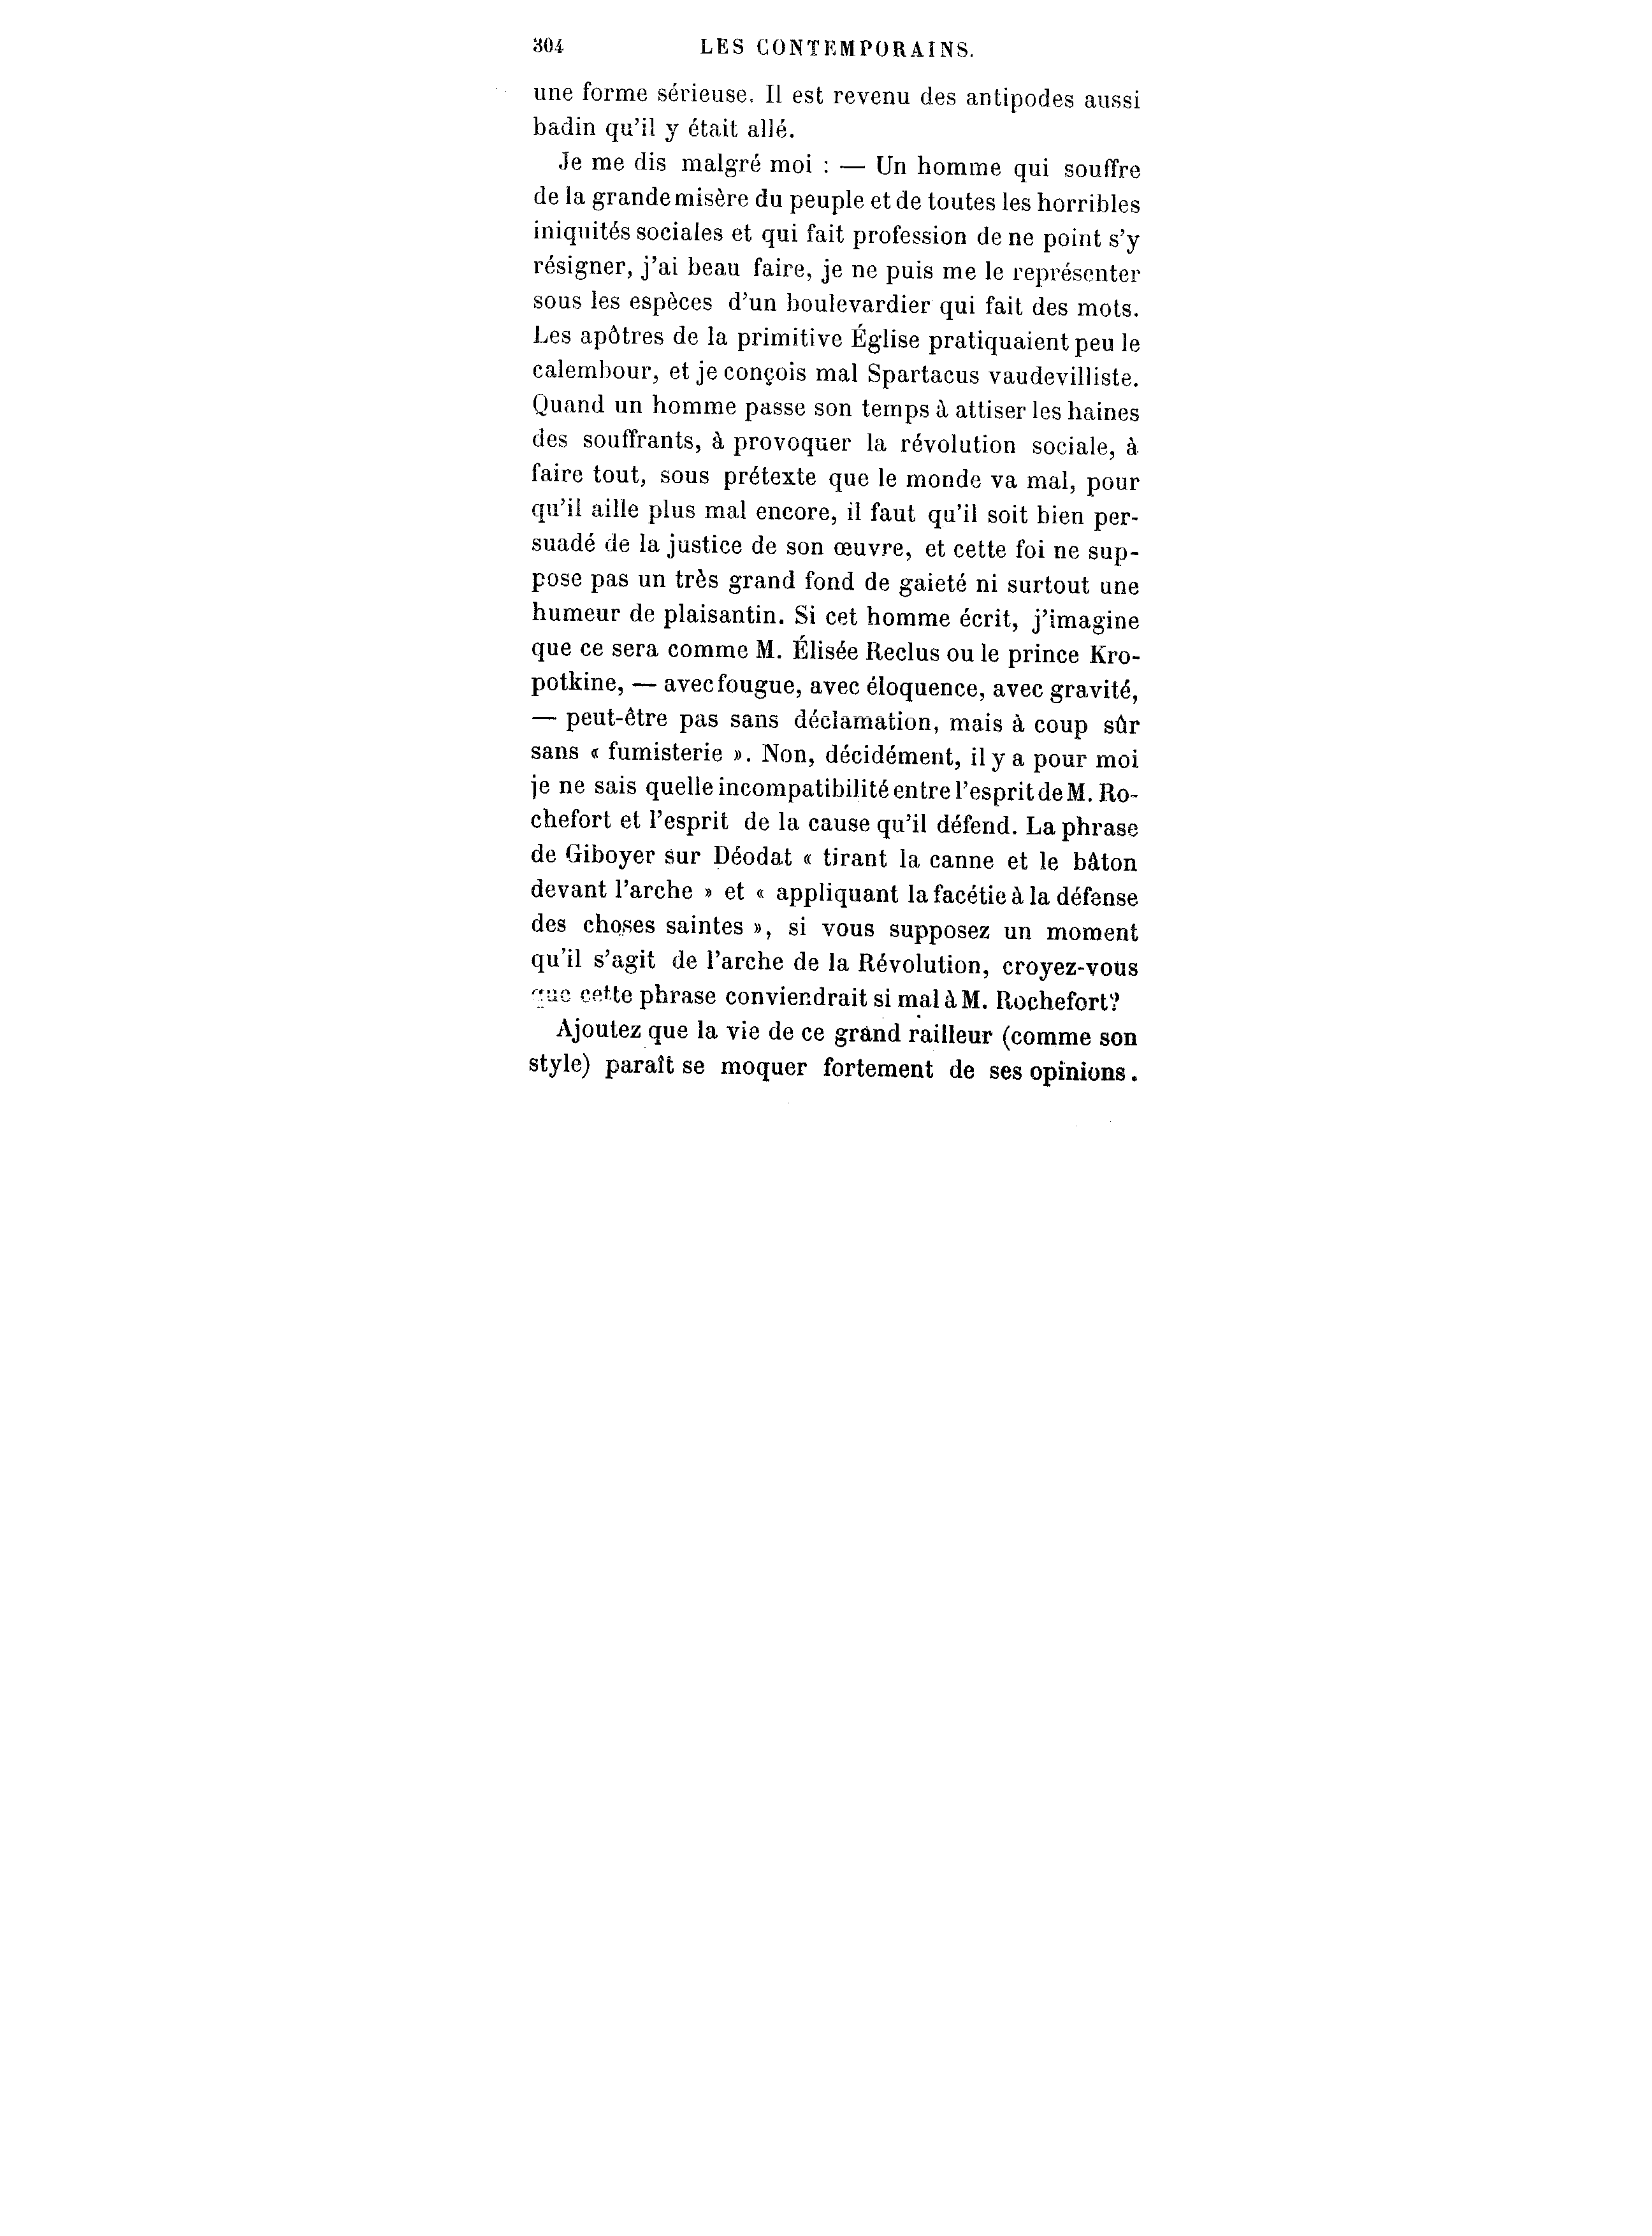 304 LES CONTEMPORAINS.
une forme sérieuse. Il est revenu des antipodes aussi
badin qu'il y était allé.
Je me dis malgré moi : — Un homme qui souffre
de la grande misère du peuple et de toutes les horribles
iniquités sociales et qui fait profession de ne point s'y
résigner, j'ai beau faire, je ne puis me le représenter
sous les espèces d'un boulevardier qui fait des mots.
Les apôtres de la primitive Église pratiquaient peu le
calembour, et je conçois mal Spartacus vaudevilliste.
Quand un homme passe son temps à attiser les haines
des souffrants, à provoquer la révolution sociale, à
faire tout, sous prétexte que le monde va mal, pour
qu'il aille plus mal encore, il faut qu'il soit bien per-
suadé de la justice de son œuvre, et cette foi ne sup-
pose pas un très grand fond de gaieté ni surtout une
humeur de plaisantin. Si cet homme écrit, j'imagine
que ce sera comme M. Élisée Reclus ou le prince Kro-
potkine, — avec fougue, avec éloquence, avec gravité,
— peut-être pas sans déclamation, mais à coup sûr
sans « fumisterie ». Non, décidément, il y a pour moi
je ne sais quelle incompatibilité entre l'esprit de M. Ro-
chefort et l'esprit de la cause qu'il défend. La phrase
de Giboyer sur Déodat « tirant la canne et le bâton
devant l'arche » et « appliquant la facétie à la défense
des choses saintes », si vous supposez un moment
qu'il s'agit de l'arche de la Révolution, croyez-vous
que cette phrase conviendrait si mal à M. Rochefort?
Ajoutez que la vie de ce grand railleur (comme son
style) paraît se moquer fortement de ses opinions.